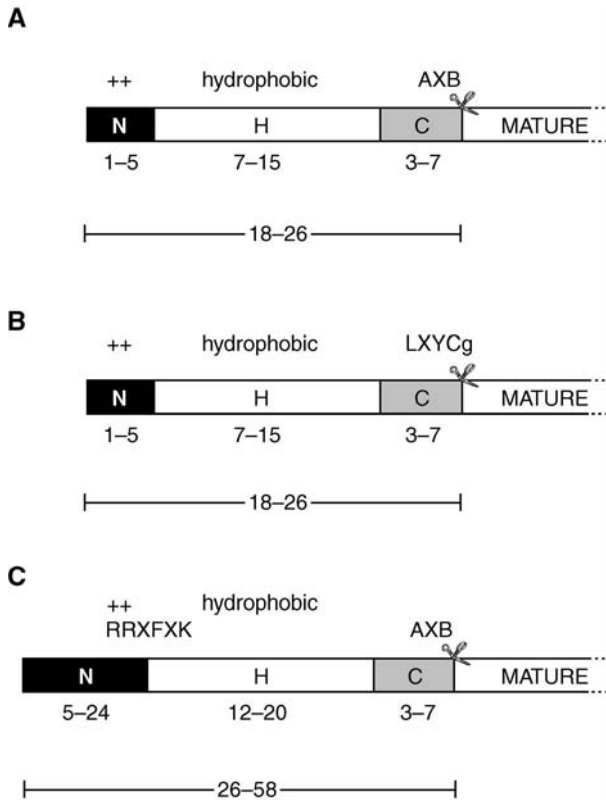 A
++ hydrophobic AXB
N H C MATURE
1–5 7–15 3–7
18–26
B
++ hydrophobic LXYCg
N H C MATURE
1–5 7–15 3–7
18–26
C
++ hydrophobic
RRXFXK AXB
N H C MATURE
5–24 12–20 3–7
26–58